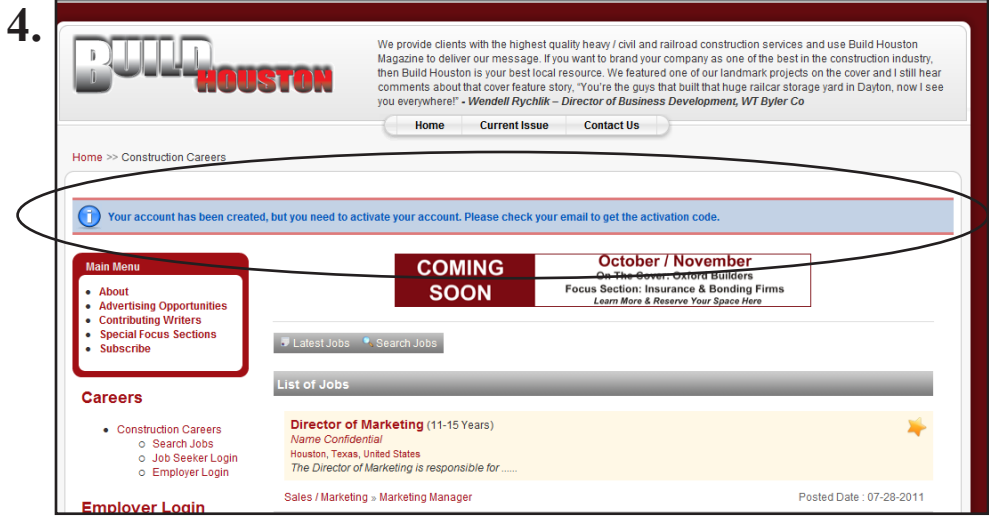 4.
BUILD
HOUSTON
We provide clients with the highest quality heavy / civil and railroad construction services and use Build Houston
Magazine to deliver our message. If you want to brand your company as one of the best in the construction industry,
then Build Houston is your best local resource. We featured one of our landmark projects on the cover and I still hear
comments about that cover feature story, "You're the guys that built that huge railcar storage yard in Dayton, now I see
you everywhere!" - Wendell Rychlik – Director of Business Development, WT Byler Co
Home Current Issue Contact Us
Home >> Construction Careers
Your account has been created, but you need to activate your account. Please check your email to get the activation code.
Main Menu
About
Advertising Opportunities
Contributing Writers
Special Focus Sections
Subscribe
COMING
SOON
October / November
On The Cover: Oxford Builders
Focus Section: Insurance & Bonding Firms
Learn More & Reserve Your Space Here
Latest Jobs Search Jobs
List of Jobs
Careers
Construction Careers
Search Jobs
Job Seeker Login
Employer Login
Employer Login
Director of Marketing (11-15 Years)
Name Confidential
Houston, Texas, United States
The Director of Marketing is responsible for ......
Sales / Marketing » Marketing Manager
Posted Date : 07-28-2011